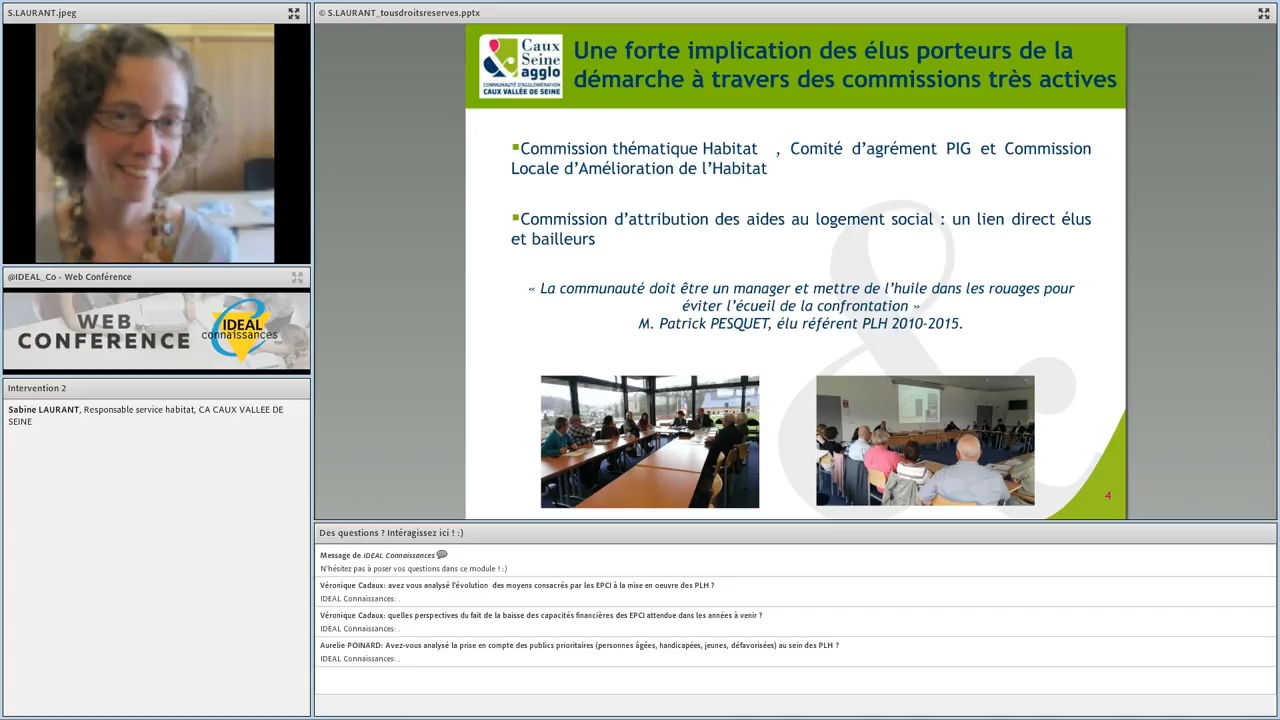 S.LAURANT.jpeg
© S.LAURANT_tousdroitsreserves.pptx
Caux
Seine
agglo
COMMUNAUTÉ D'AGGLOMÉRATION
CAUX VALLÉE DE SEINE
Une forte implication des élus porteurs de la
démarche à travers des commissions très actives
Commission thématique Habitat , Comité d’agrément PIG et Commission
Locale d’Amélioration de l’Habitat
Commission d’attribution des aides au logement social : un lien direct élus
et bailleurs
« La communauté doit être un manager et mettre de l’huile dans les rouages pour
éviter l’écueil de la confrontation »
M. Patrick PESQUET, élu référent PLH 2010-2015.
4
@IDEAL_Co - Web Conférence
WEB
CONFERENCE
IDEAL
connaissances
Intervention 2
Sabine LAURANT, Responsable service habitat, CA CAUX VALLEE DE
SEINE
Des questions ? Intéragissez ici ! :)
Message de IDEAL Connaissances
N'hésitez pas à poser vos questions dans ce module ! :)
Véronique Cadaux: avez vous analysé l'évolution des moyens consacrés par les EPCI à la mise en oeuvre des PLH ?
IDEAL Connaissances: .
Véronique Cadaux: quelles perspectives du fait de la baisse des capacités financières des EPCI attendue dans les années à venir ?
IDEAL Connaissances: .
Aurelie POINARD: Avez-vous analysé la prise en compte des publics prioritaires (personnes âgées, handicapées, jeunes, défavorisées) au sein des PLH ?
IDEAL Connaissances: .